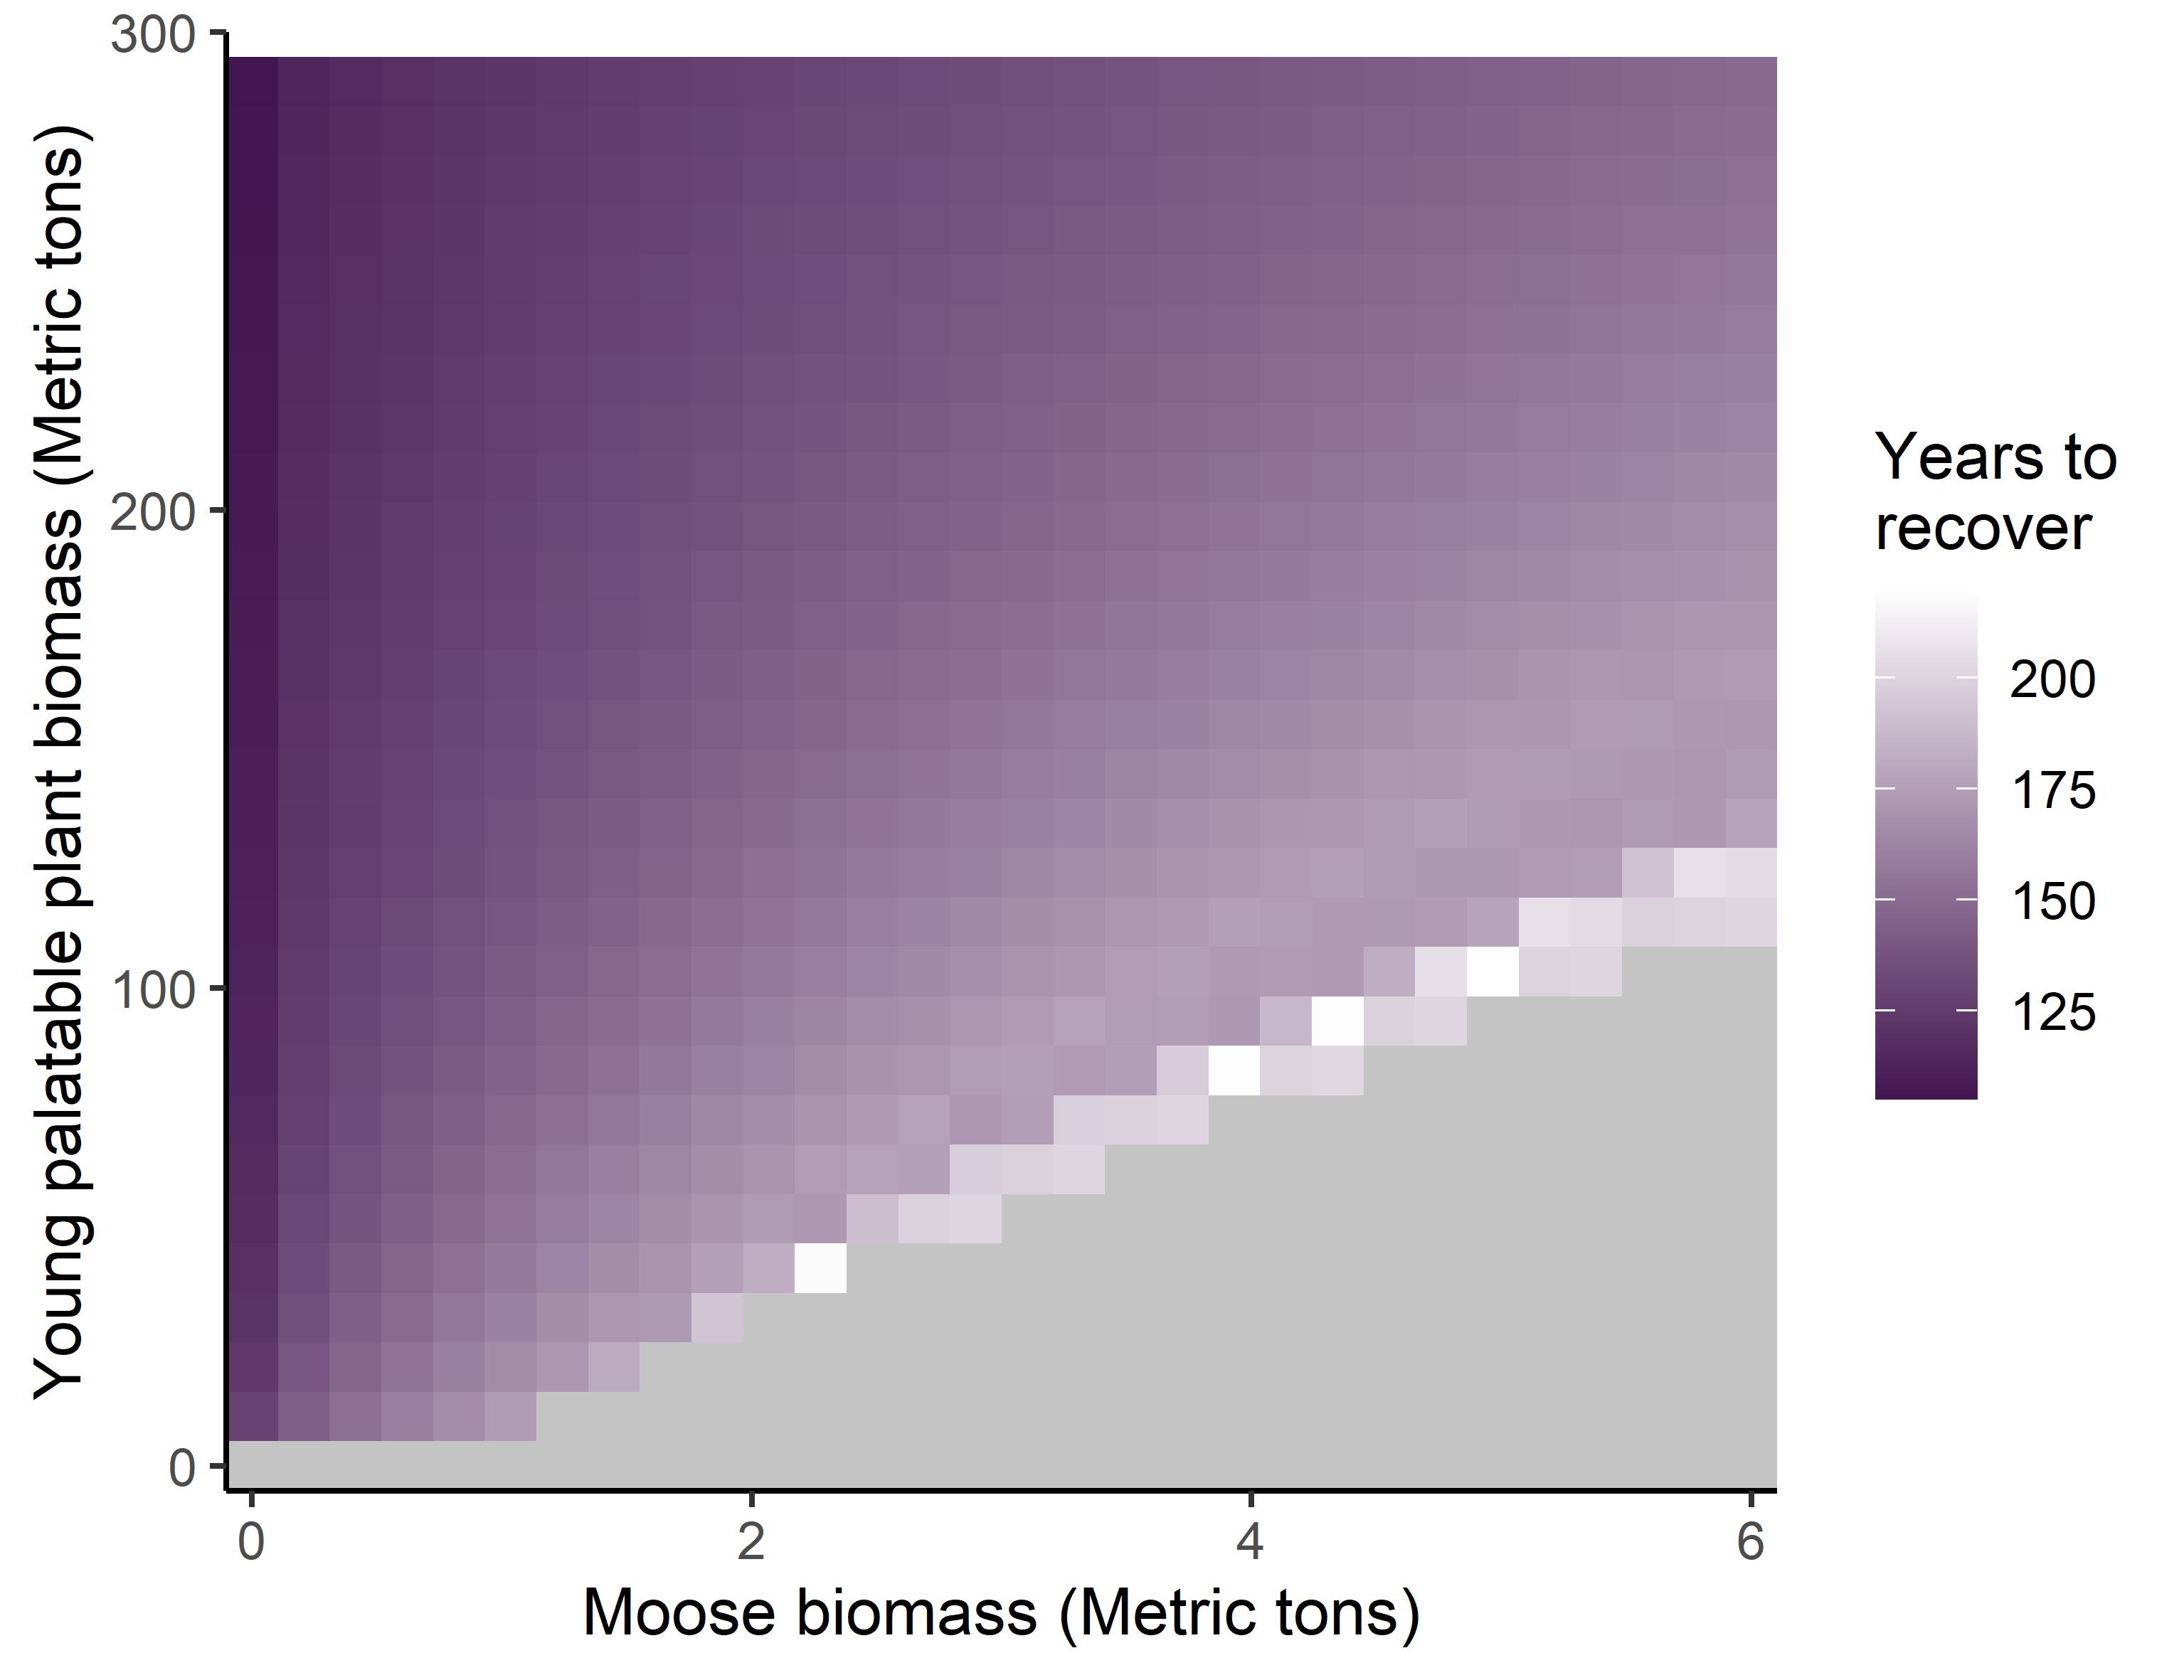 300
200
100
0
Young palatable plant biomass (Metric tons)
0 2 4 6
Moose biomass (Metric tons)
Years to
recover
200
175
150
125